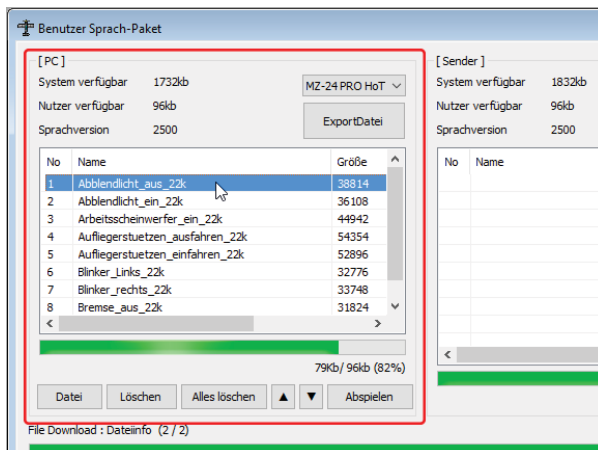 Benutzer Sprach-Paket
[ PC ]
System verfügbar 1732kb
MZ-24 PRO HoT
Nutzer verfügbar 96kb
Sprachversion 2500
ExportDatei
No Name Größe
1 Abblendlicht_aus_22k 38814
2 Abblendlicht_ein_22k 36108
3 Arbeitsscheinwerfer_ein_22k 44942
4 Aufliegerstuetzen_ausfahren_22k 54354
5 Aufliegerstuetzen_einfahren_22k 52896
6 Blinker_Links_22k 32776
7 Blinker_rechts_22k 33748
8 Bremse_aus_22k 31824
79Kb/ 96kb (82%)
Datei Löschen Alles löschen ▲ ▼ Abspielen
[ Sender ]
System verfügbar 1832kb
Nutzer verfügbar 96kb
Sprachversion 2500
No Name
File Download : Dateiinfo (2 / 2)